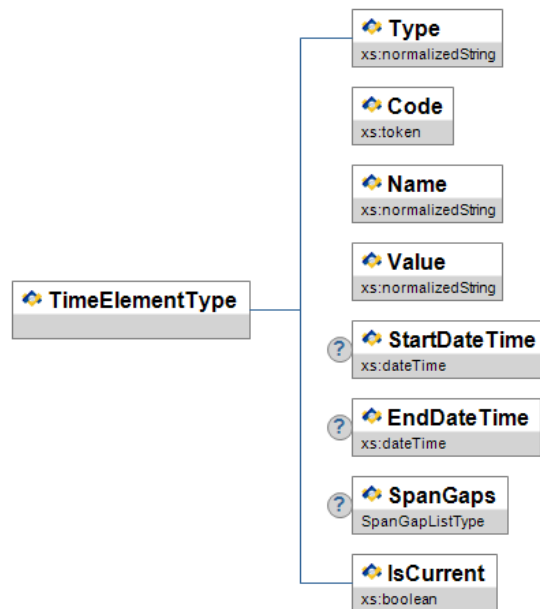 Type
xs:normalizedString
Code
xs:token
Name
xs:normalizedString
Value
xs:normalizedString
TimeElementType
?
StartDateTime
xs:dateTime
?
EndDateTime
xs:dateTime
?
SpanGaps
SpanGapListType
IsCurrent
xs:boolean